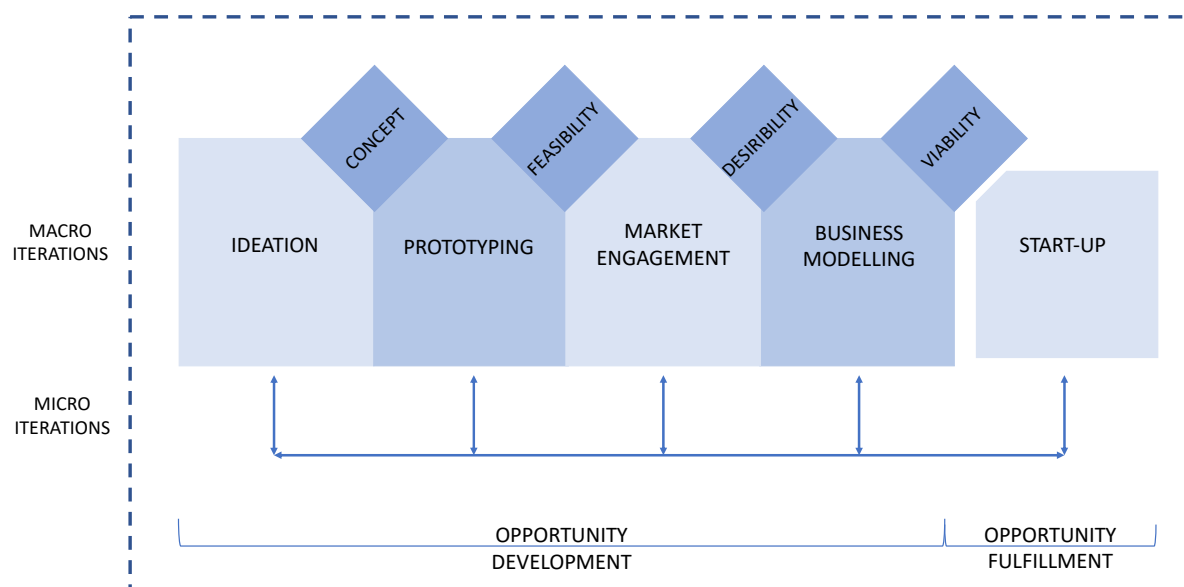 CONCEPT
FEASIBILITY
DESIRIBILITY
VIABILITY
MACRO
ITERATIONS
IDEATION
PROTOTYPING
MARKET
ENGAGEMENT
BUSINESS
MODELLING
START-UP
MICRO
ITERATIONS
OPPORTUNITY
DEVELOPMENT
OPPORTUNITY
FULFILLMENT